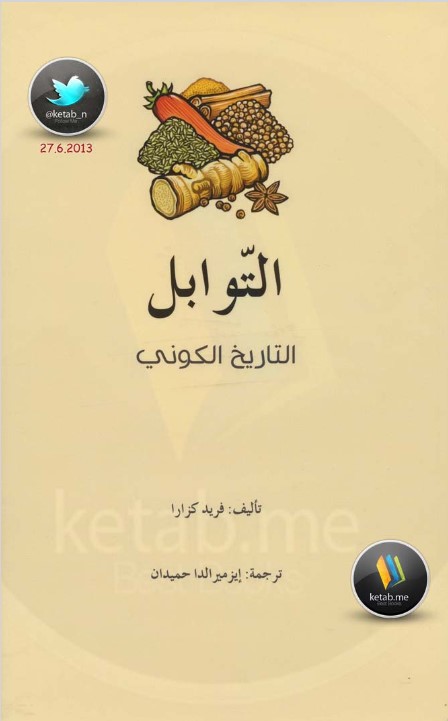 @ketab_n
27.6.2013
التّوابل
التاريخ الكوني
تأليف: فريد كزارا
ketab.me
ترجمة: إيزميرالدا حميدان
ketab.me